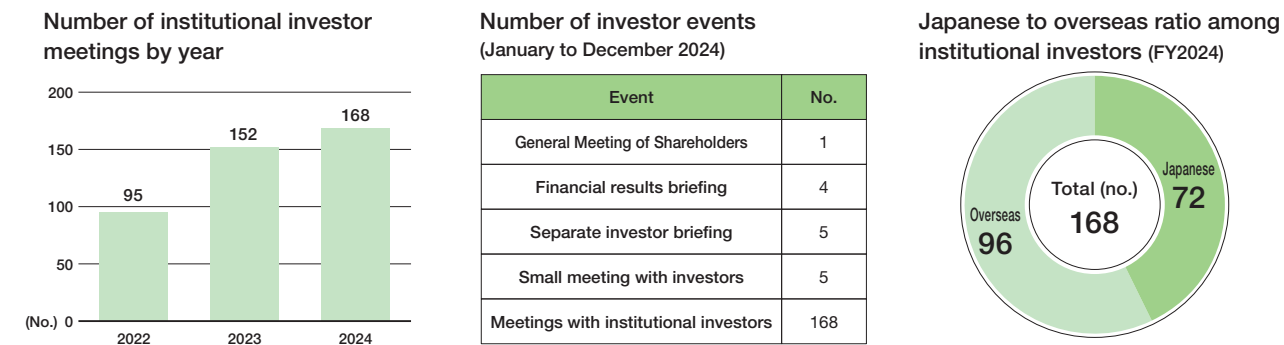 Number of institutional investor
meetings by year
200
150
100
50
(No.) 0
95
152
168
2022
2023
2024
Number of investor events
(January to December 2024)
Event No.
General Meeting of Shareholders 1
Financial results briefing 4
Separate investor briefing 5
Small meeting with investors 5
Meetings with institutional investors 168
Japanese to overseas ratio among
institutional investors (FY2024)
Japanese
72
Total (no.)
168
Overseas
96